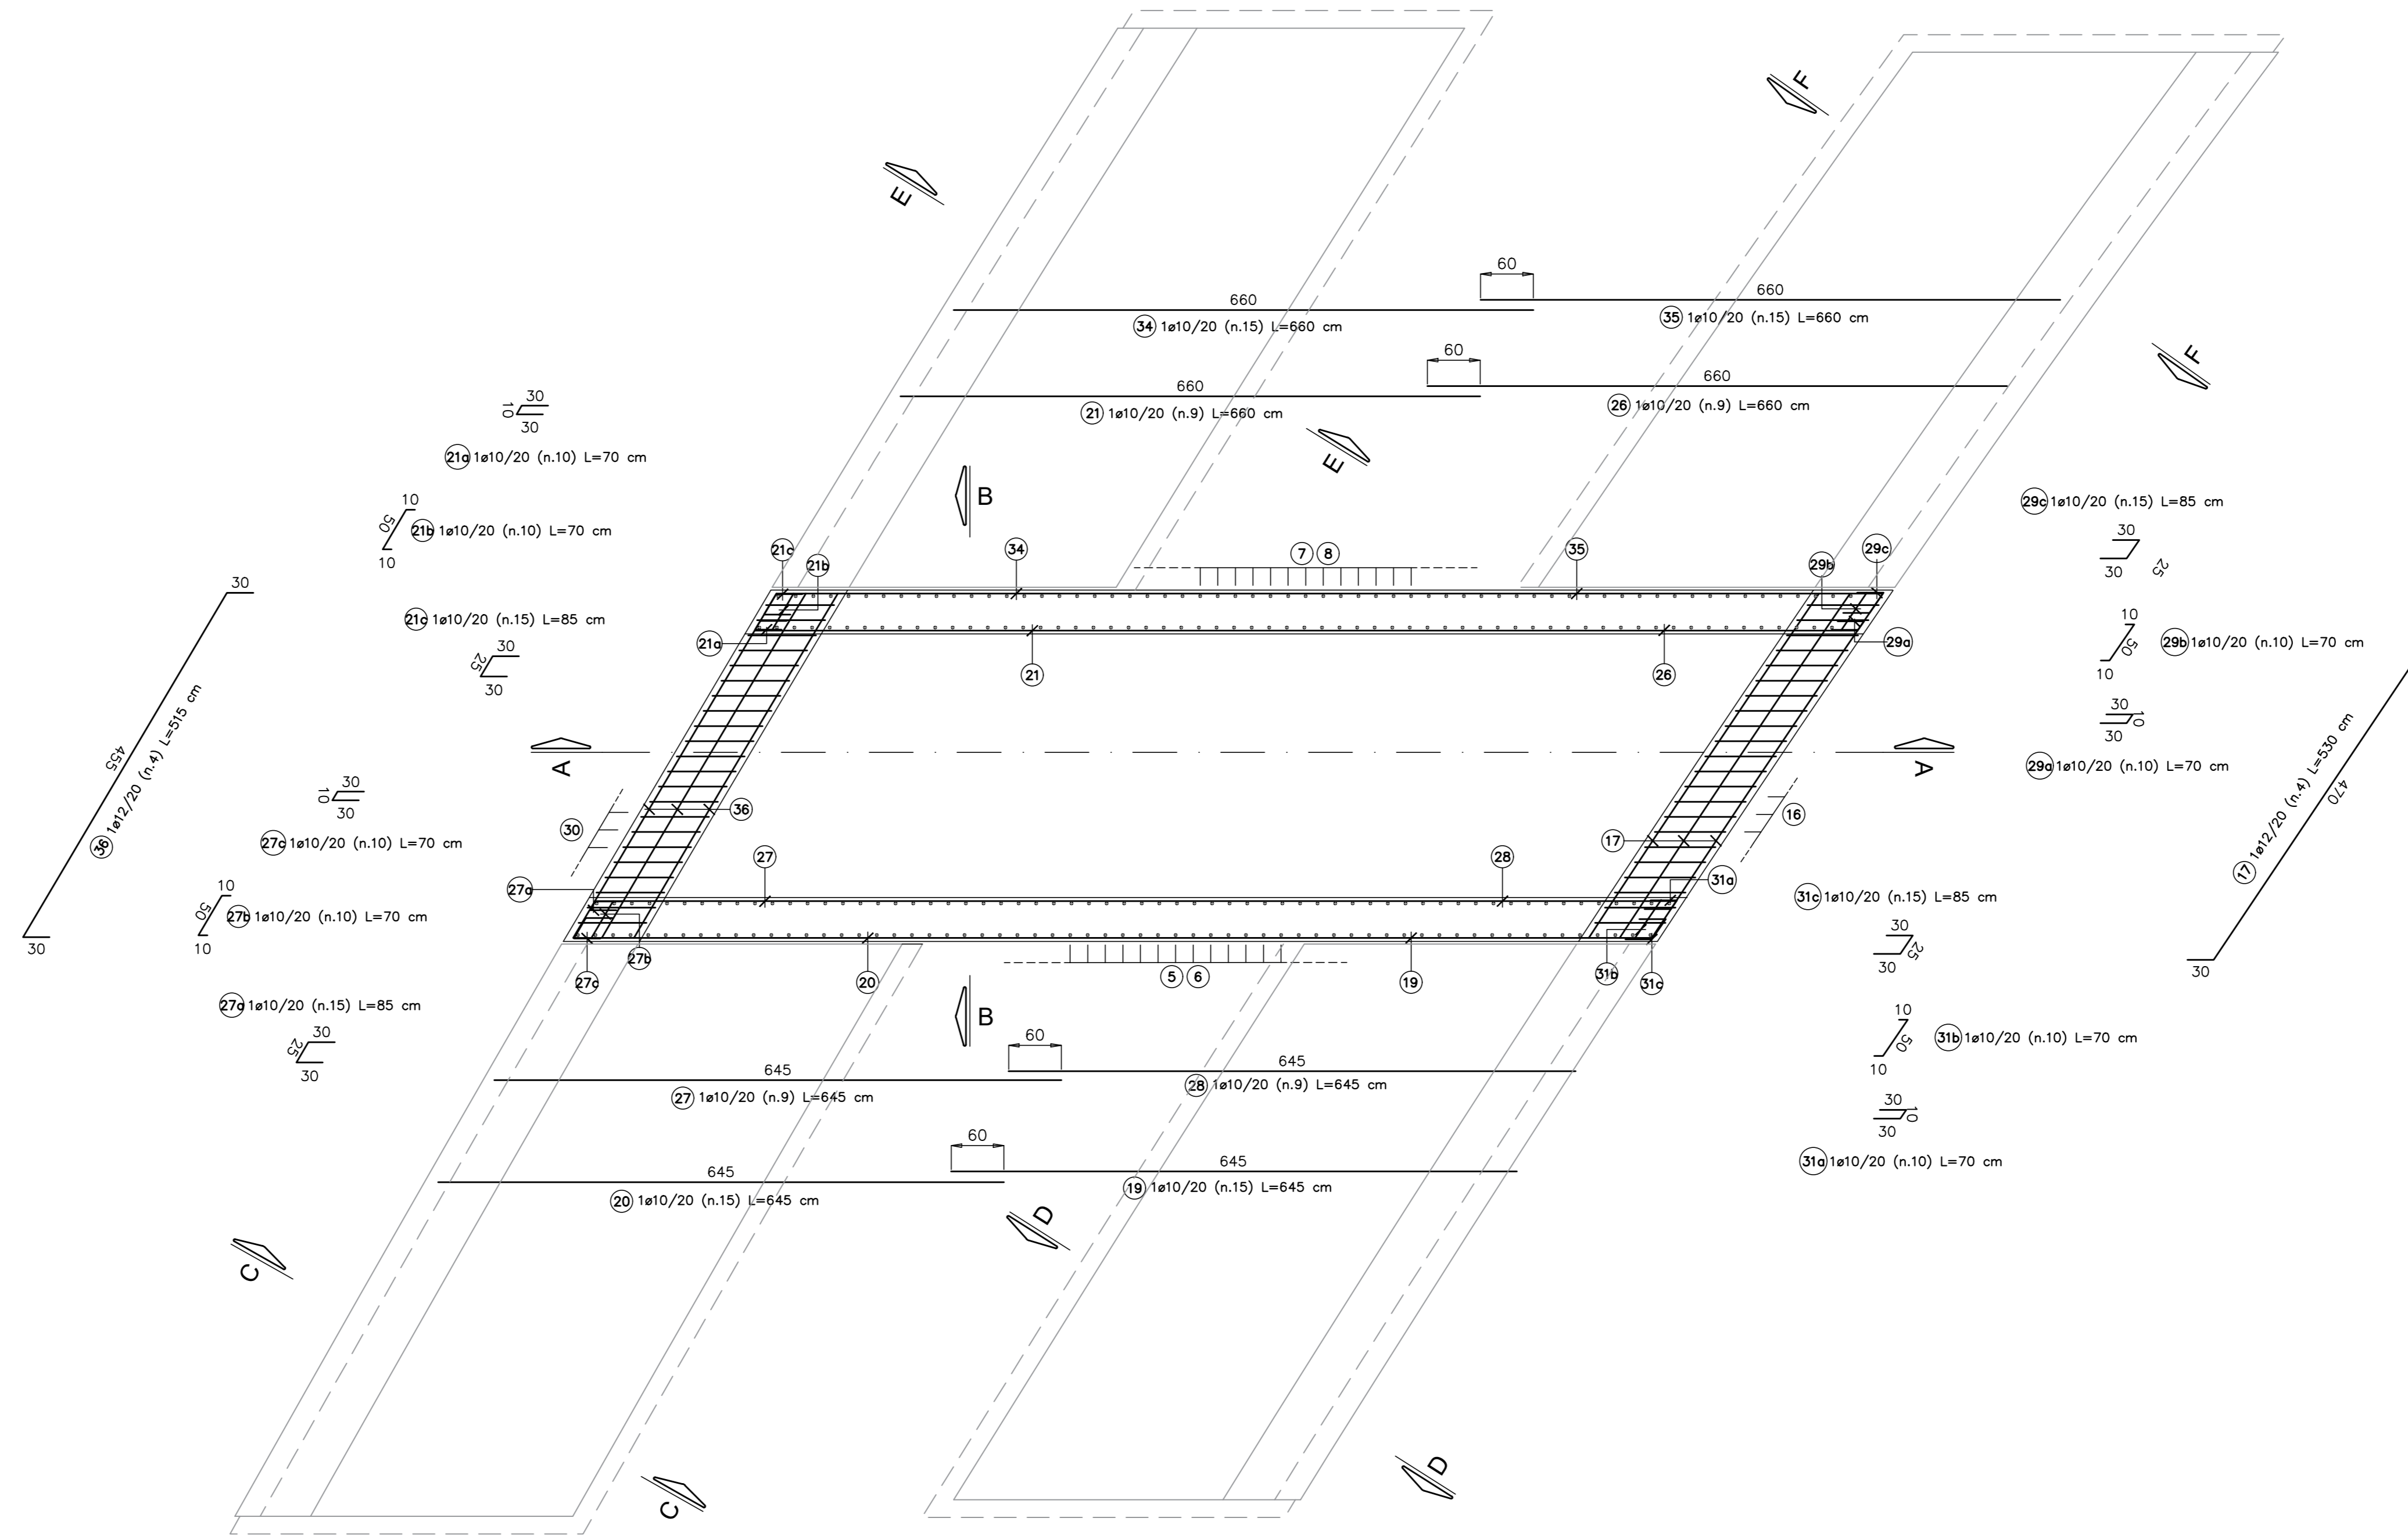 F
E
60
660
660
35 1ø10/20 (n.15) L=660 cm
34 1ø10/20 (n.15) L=660 cm
60
F
660
660
26 1ø10/20 (n.9) L=660 cm
21 1ø10/20 (n.9) L=660 cm
30
10
30
21a 1ø10/20 (n.10) L=70 cm
E
10
50
10
21b 1ø10/20 (n.10) L=70 cm
B
29c 1ø10/20 (n.15) L=85 cm
30
30
25
21c
21b
34
7 8
35
29b
29c
30
21c 1ø10/20 (n.15) L=85 cm
30
25
30
21a
21
26
29a
10
50
10
29b 1ø10/20 (n.10) L=70 cm
30
10
30
29a 1ø10/20 (n.10) L=70 cm
455
36 1ø12/20 (n.4) L=515 cm
30
A
A
17 1ø12/20 (n.4) L=530 cm
470
30
30
10
30
27c 1ø10/20 (n.10) L=70 cm
30
36
16
17
27
28
27a
31a
10
50
10
27b 1ø10/20 (n.10) L=70 cm
31c 1ø10/20 (n.15) L=85 cm
30
25
30
27b
27c
20
5 6
19
31b
31c
27a 1ø10/20 (n.15) L=85 cm
30
25
30
B
10
50
10
31b 1ø10/20 (n.10) L=70 cm
60
645
645
28 1ø10/20 (n.9) L=645 cm
27 1ø10/20 (n.9) L=645 cm
30
10
30
31a 1ø10/20 (n.10) L=70 cm
60
645
645
19 1ø10/20 (n.15) L=645 cm
20 1ø10/20 (n.15) L=645 cm
D
C
D
C